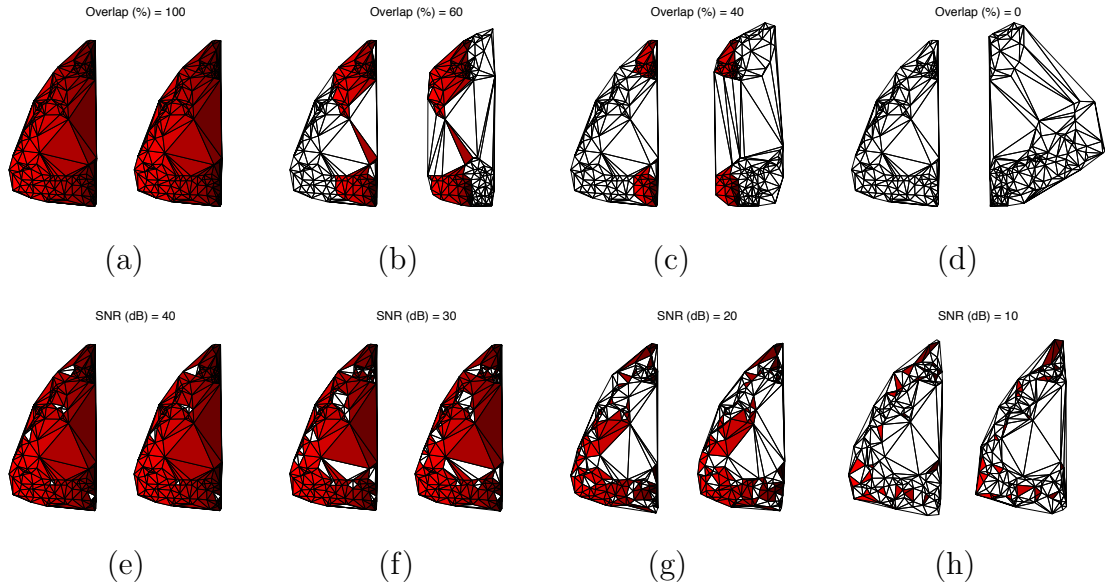 Overlap (%) = 100
Overlap (%) = 60
Overlap (%) = 40
Overlap (%) = 0
(a)
(b)
(c)
(d)
SNR (dB) = 40
SNR (dB) = 30
SNR (dB) = 20
SNR (dB) = 10
(e)
(f)
(g)
(h)